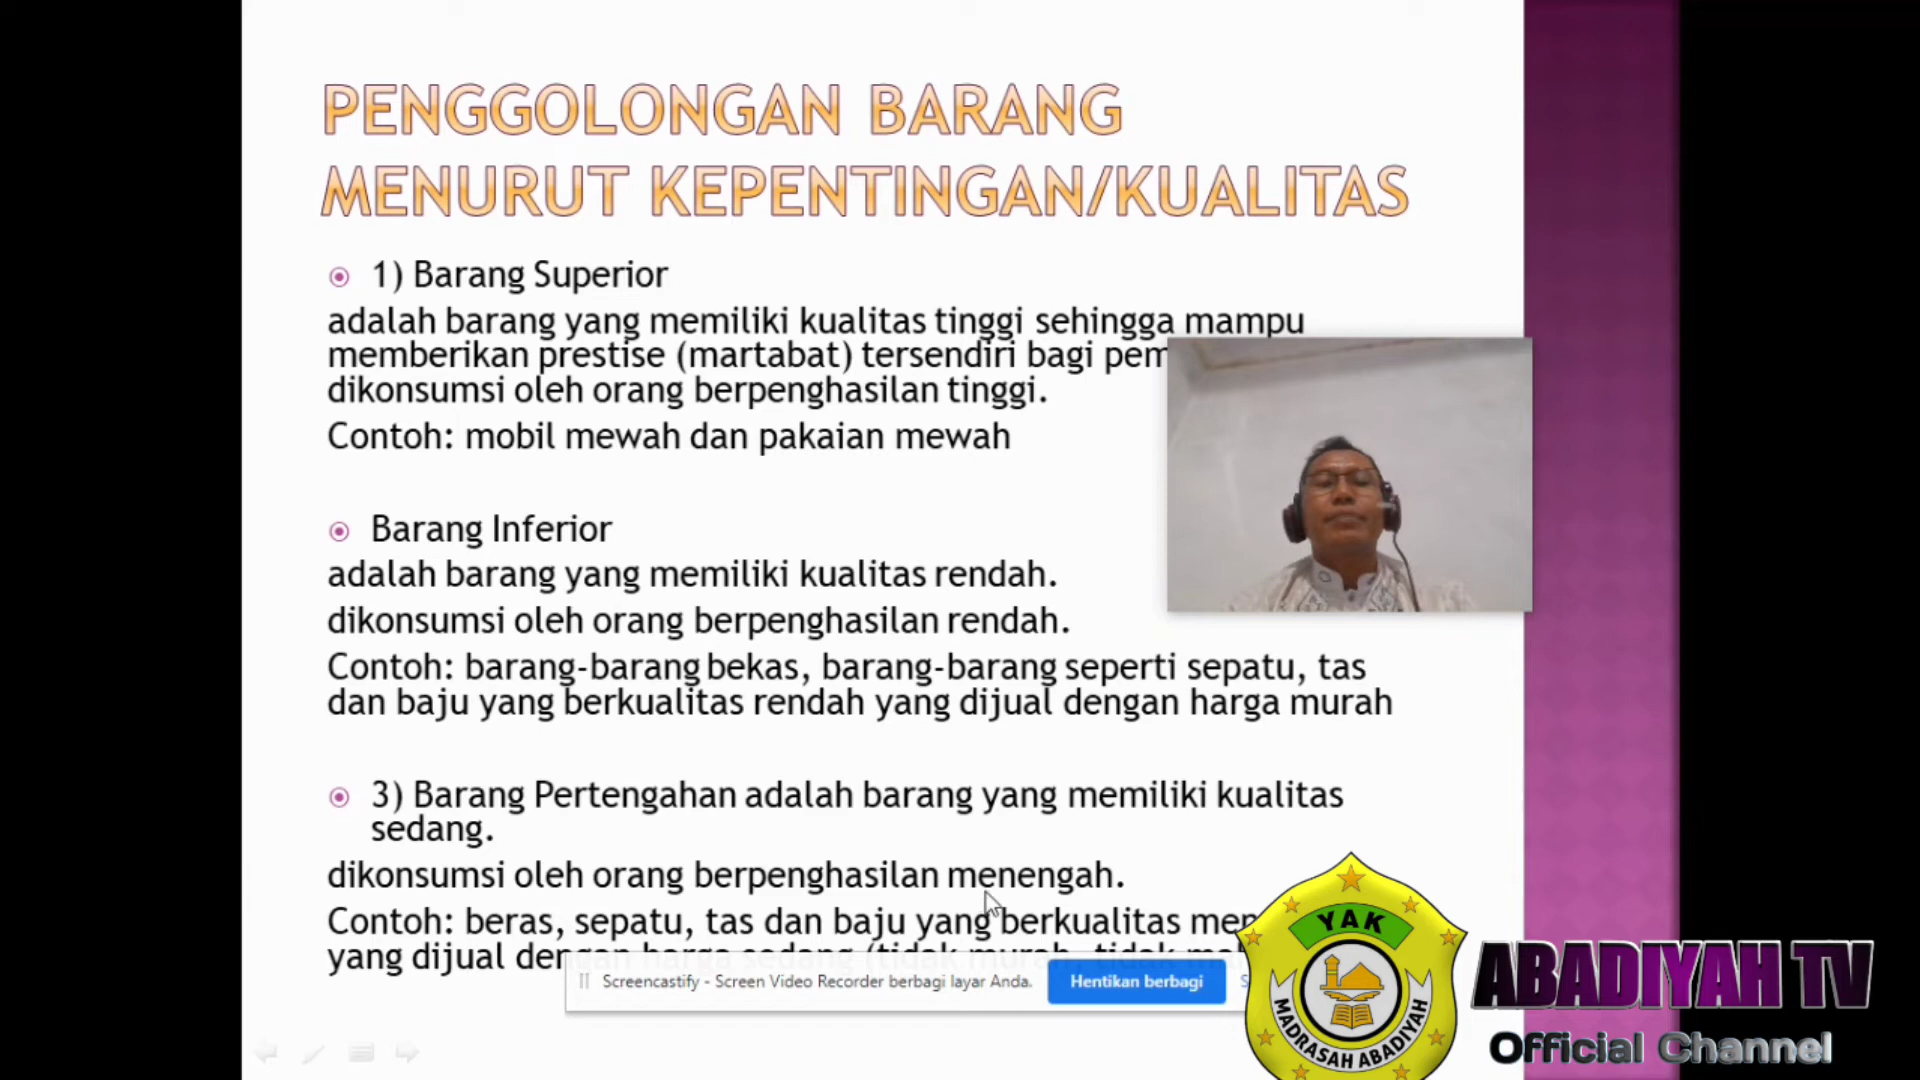 PENGGOLONGAN BARANG
MENURUT KEPENTINGAN/KUALITAS
1) Barang Superior
adalah barang yang memiliki kualitas tinggi sehingga mampu
memberikan prestise (martabat) tersendiri bagi
dikonsumsi oleh orang berpenghasilan tinggi.
Contoh: mobil mewah dan pakaian mewah
Barang Inferior
adalah barang yang memiliki kualitas rendah.
dikonsumsi oleh orang berpenghasilan rendah.
Contoh: barang-barang bekas, barang-barang seperti sepatu, tas
dan baju yang berkualitas rendah yang dijual dengan harga murah
3) Barang Pertengahan adalah barang yang memiliki kualitas
sedang.
dikonsumsi oleh orang berpenghasilan menengah.
Contoh: beras, sepatu, tas dan baju yang berkualitas
yang dijual dengan harga sedang (tidak murah, tidak
Screencastify - Screen Video Recorder berbagi layar Anda.
Hentikan berbagi
YAK
MADRASAH ABADIYAH
ABADIYAH TV
Official Channel